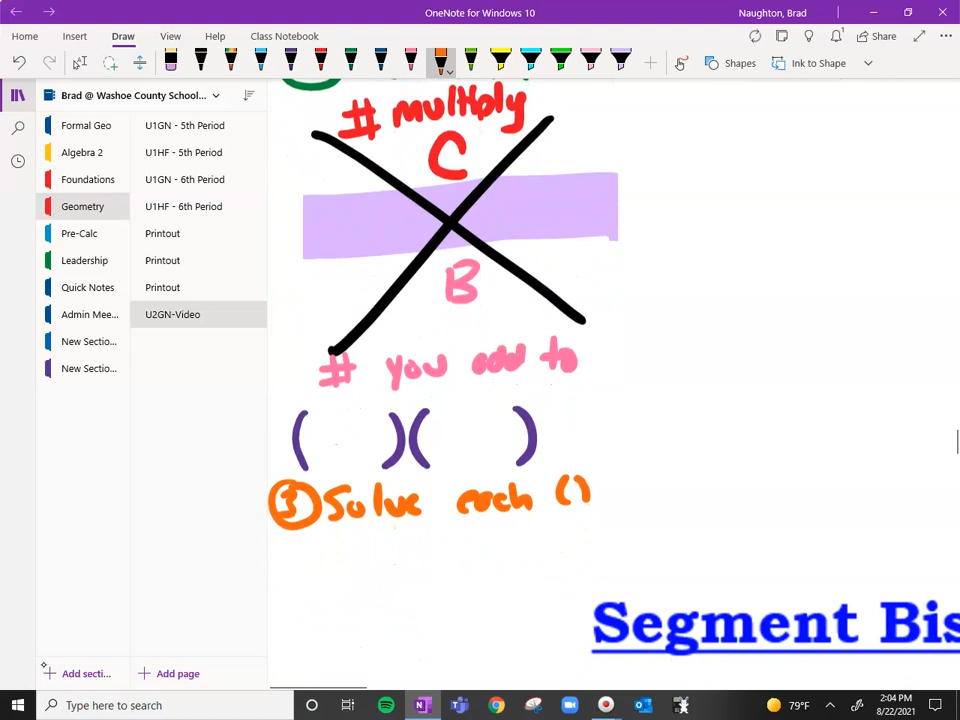 OneNote for Windows 10
Naughton, Brad
Home Insert Draw View Help Class Notebook
Share
Shapes Ink to Shape
Brad @ Washoe County School...
Formal Geo
Algebra 2
Foundations
Geometry
Pre-Calc
Leadership
Quick Notes
Admin Mee...
New Sectio...
New Sectio...
Add secti...
U1GN - 5th Period
U1HF - 5th Period
U1GN - 6th Period
U1HF - 6th Period
Printout
Printout
Printout
U2GN-Video
Add page
# multiply
C
B
# you add to
( )( )
③ Solve each ()
Segment Bis
Type here to search
79°F
2:04 PM
8/22/2021